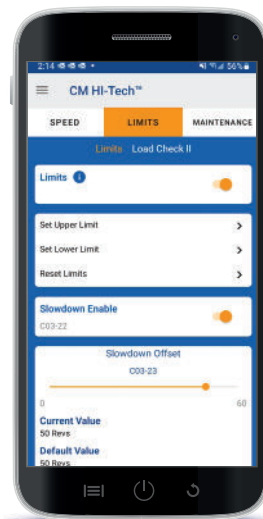 2:14
56%
CM HI-Tech™
SPEED LIMITS MAINTENANCE
Limits Load Check II
Limits
Set Upper Limit
Set Lower Limit
Reset Limits
Slowdown Enable
C03-22
Slowdown Offset
C03-23
0 60
Current Value
50 Revs
Default Value
50 Revs